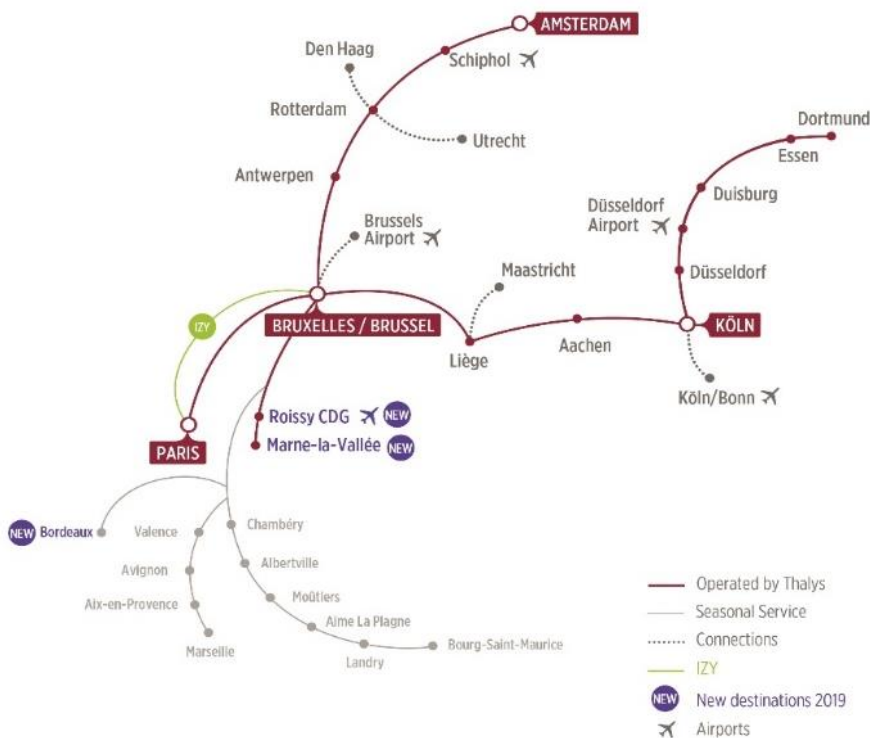 AMSTERDAM
Den Haag
Schiphol
Rotterdam
Utrecht
Dortmund
Essen
Antwerpen
Duisburg
Brussels
Airport
Düsseldorf
Airport
Maastricht
Düsseldorf
IZY
BRUXELLES / BRUSSEL
KÖLN
Liège
Aachen
Köln/Bonn
Roissy CDG NEW
PARIS
Marne-la-Vallée NEW
NEW Bordeaux
Valence
Chambéry
Avignon
Albertville
Aix-en-Provence
Moûtiers
Marseille
Aime La Plagne
Landry
Bourg-Saint-Maurice
Operated by Thalys
Seasonal Service
Connections
IZY
NEW New destinations 2019
Airports